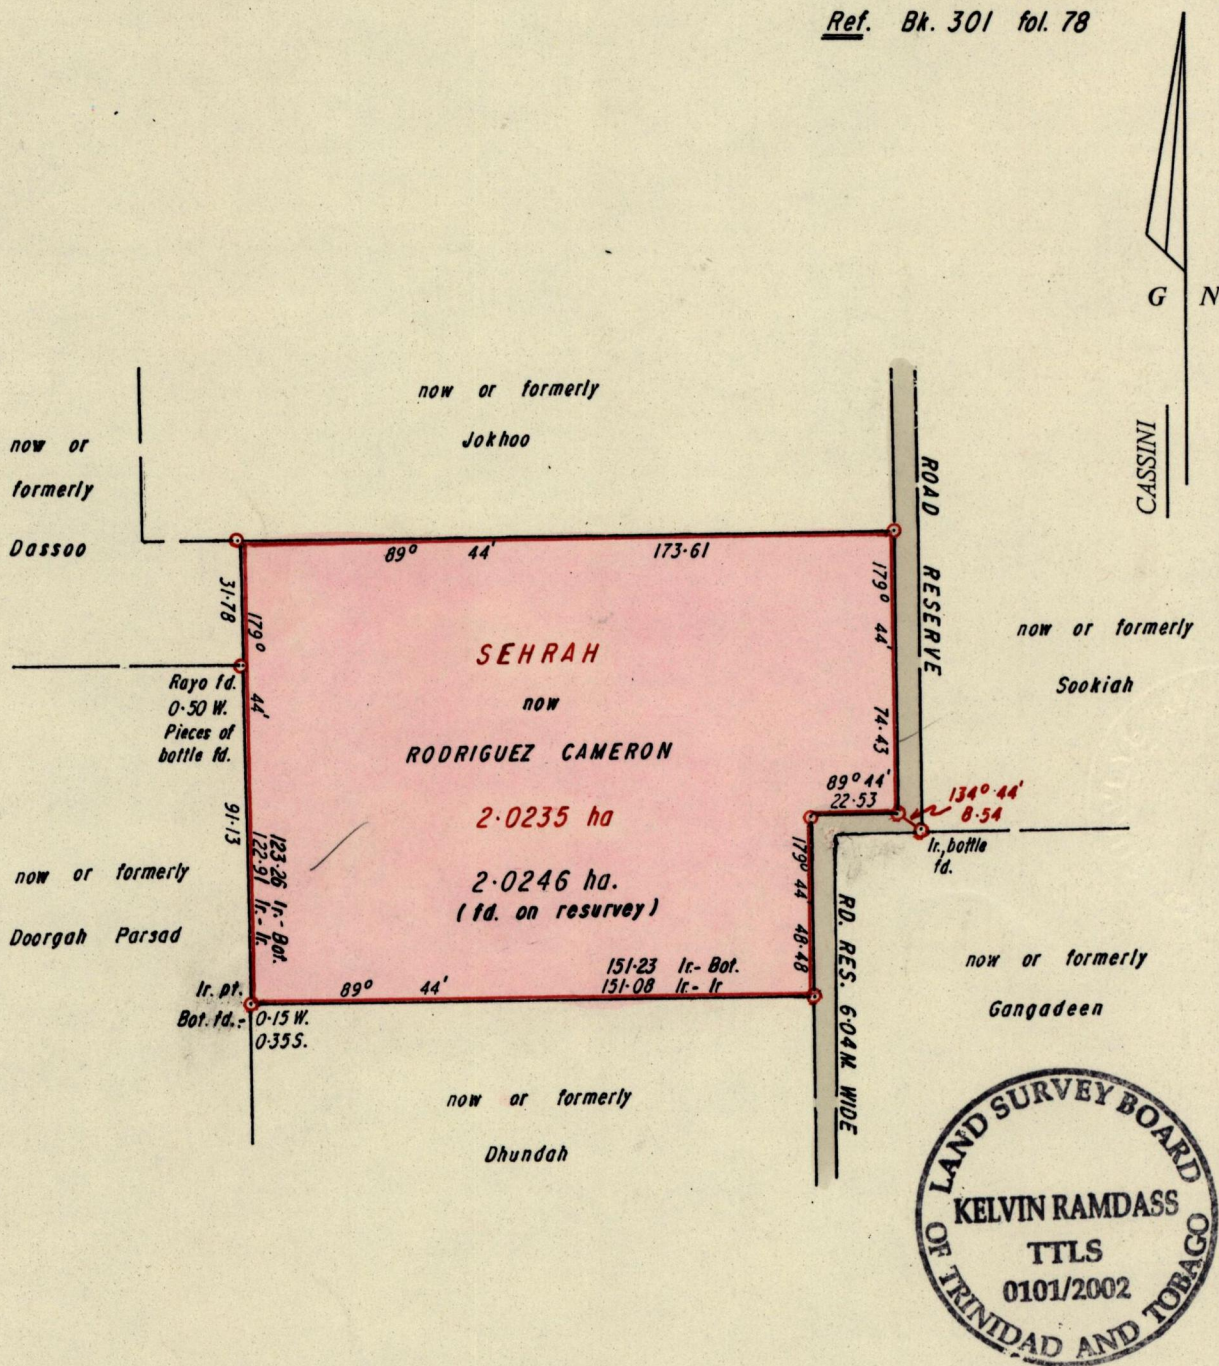 Ref. Bk. 301 fol. 78
G N
CASSINI
now or formerly
Jokhoo
now or
formerly
Dassoo
ROAD RESERVE
89° 44' 173·61
31·78
179° 44'
179° 44' 74·43
now or formerly
Sookiah
SEHRAH
now
RODRIGUEZ CAMERON
2·0235 ha
2·0246 ha.
(fd. on resurvey)
Rayo fd.
0·50 W.
Pieces of
bottle fd.
91·13
123·26 Ir.- Bot.
122·91 Ir.- Ir.
89° 44'
22·53
134° 44'
8·54
Ir., bottle
fd.
179° 44' 48·48
RD. RES. 6·04M WIDE
now or formerly
Doorgah Parsad
now or formerly
Gangadeen
151·23 Ir.- Bot.
151·08 Ir.- Ir
89° 44'
Ir. pt.
Bot. fd.:- 0·15 W.
0·35 S.
now or formerly
Dhundah
LAND SURVEY BOARD
KELVIN RAMDASS
TTLS
0101/2002
OF TRINIDAD AND TOBAGO